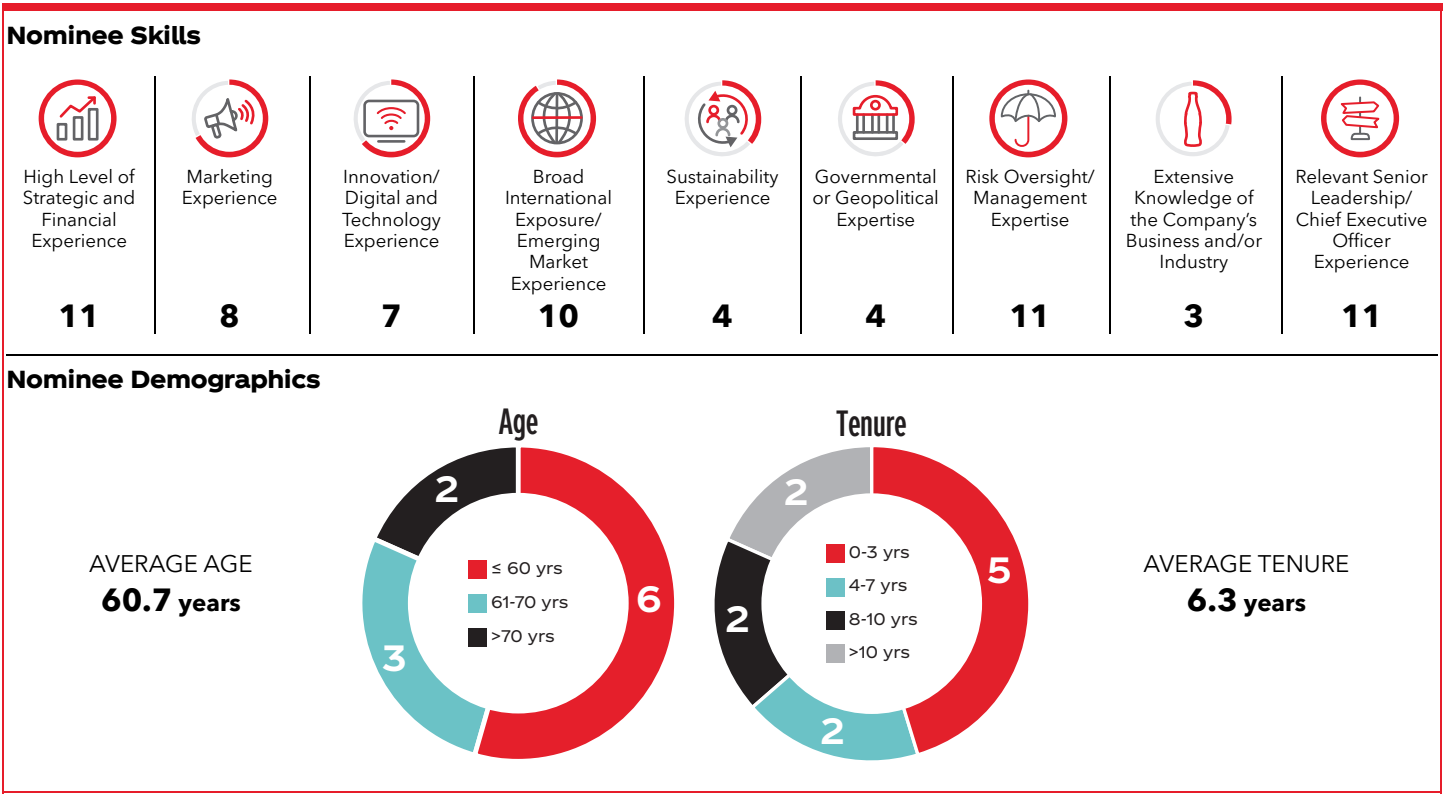 Nominee Skills
High Level of
Strategic and
Financial
Experience
11
Marketing
Experience
8
Innovation/
Digital and
Technology
Experience
7
Broad
International
Exposure/
Emerging
Market
Experience
10
Sustainability
Experience
4
Governmental
or Geopolitical
Expertise
4
Risk Oversight/
Management
Expertise
11
Extensive
Knowledge of
the Company's
Business and/or
Industry
3
Relevant Senior
Leadership/
Chief Executive
Officer
Experience
11
Nominee Demographics
AVERAGE AGE
60.7 years
Age
2
6
3
≤ 60 yrs
61-70 yrs
>70 yrs
Tenure
2
5
2
2
0-3 yrs
4-7 yrs
8-10 yrs
>10 yrs
AVERAGE TENURE
6.3 years